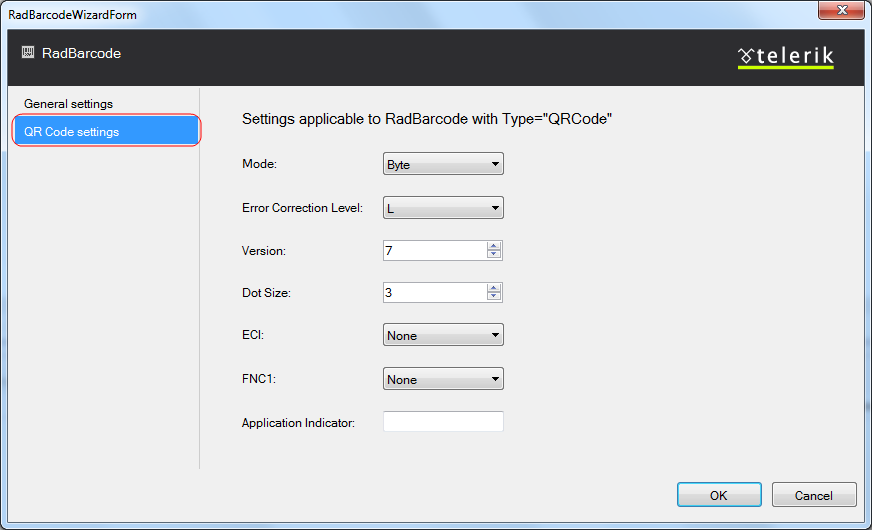 RadBarcodeWizardForm
RadBarcode
telerik
General settings
QR Code settings
Settings applicable to RadBarcode with Type="QRCode"
Mode: Byte
Error Correction Level: L
Version: 7
Dot Size: 3
ECI: None
FNC1: None
Application Indicator:
OK Cancel